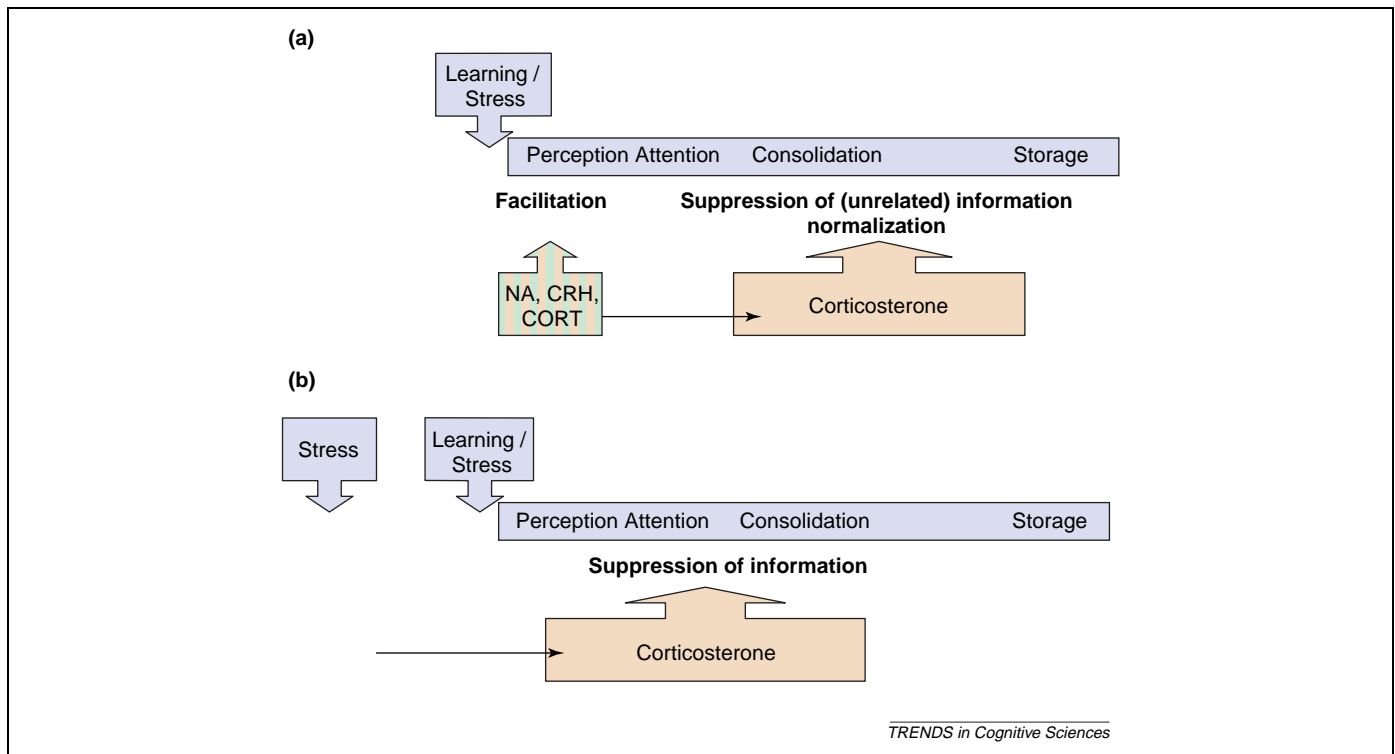 (a)
Learning /
Stress
Perception Attention Consolidation Storage
Facilitation
Suppression of (unrelated) information
normalization
NA, CRH,
CORT
Corticosterone
(b)
Stress
Learning /
Stress
Perception Attention Consolidation Storage
Suppression of information
Corticosterone
TRENDS in Cognitive Sciences